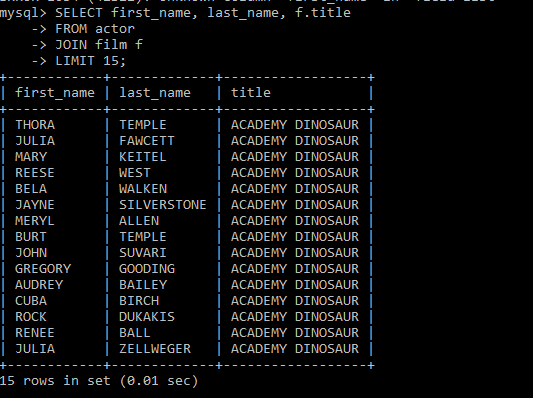 mysql> SELECT first_name, last_name, f.title
    -> FROM actor
    -> JOIN film f
    -> LIMIT 15;
+------------+-------------+------------------+
| first_name | last_name   | title            |
+------------+-------------+------------------+
| THORA      | TEMPLE      | ACADEMY DINOSAUR |
| JULIA      | FAWCETT     | ACADEMY DINOSAUR |
| MARY       | KEITEL      | ACADEMY DINOSAUR |
| REESE      | WEST        | ACADEMY DINOSAUR |
| BELA       | WALKEN      | ACADEMY DINOSAUR |
| JAYNE      | SILVERSTONE | ACADEMY DINOSAUR |
| MERYL      | ALLEN       | ACADEMY DINOSAUR |
| BURT       | TEMPLE      | ACADEMY DINOSAUR |
| JOHN       | SUVARI      | ACADEMY DINOSAUR |
| GREGORY    | GOODING     | ACADEMY DINOSAUR |
| AUDREY     | BAILEY      | ACADEMY DINOSAUR |
| CUBA       | BIRCH       | ACADEMY DINOSAUR |
| ROCK       | DUKAKIS     | ACADEMY DINOSAUR |
| RENEE      | BALL        | ACADEMY DINOSAUR |
| JULIA      | ZELLWEGER   | ACADEMY DINOSAUR |
+------------+-------------+------------------+
15 rows in set (0.01 sec)